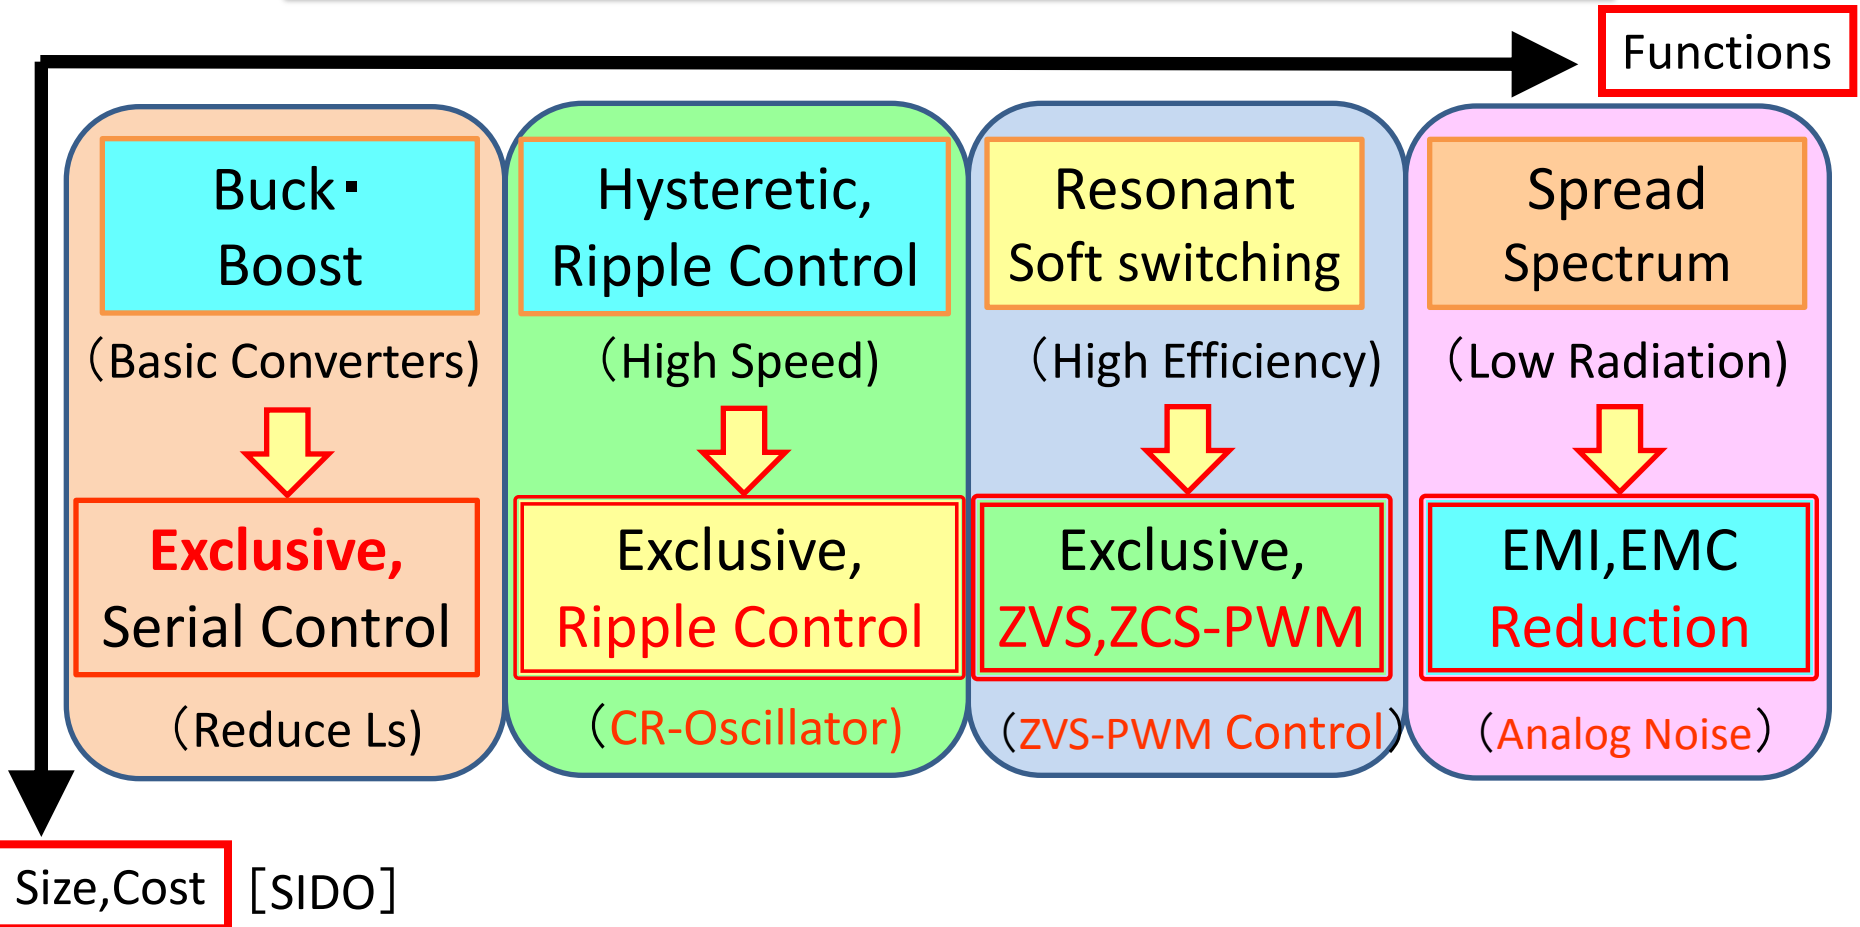 Functions
Buck・
Boost
（Basic Converters)
Exclusive,
Serial Control
（Reduce Ls)
Hysteretic,
Ripple Control
（High Speed)
Exclusive,
Ripple Control
（CR-Oscillator)
Resonant
Soft switching
（High Efficiency)
Exclusive,
ZVS,ZCS-PWM
（ZVS-PWM Control）
Spread
Spectrum
（Low Radiation)
EMI,EMC
Reduction
（Analog Noise）
Size,Cost
［SIDO］